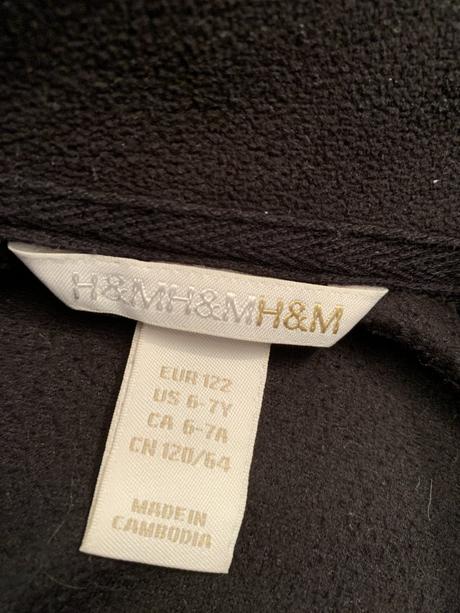 H&MH&MH&M
EUR 122
US 6-7Y
CA 6-7A
CN 120/64
MADE IN
CAMBODIA